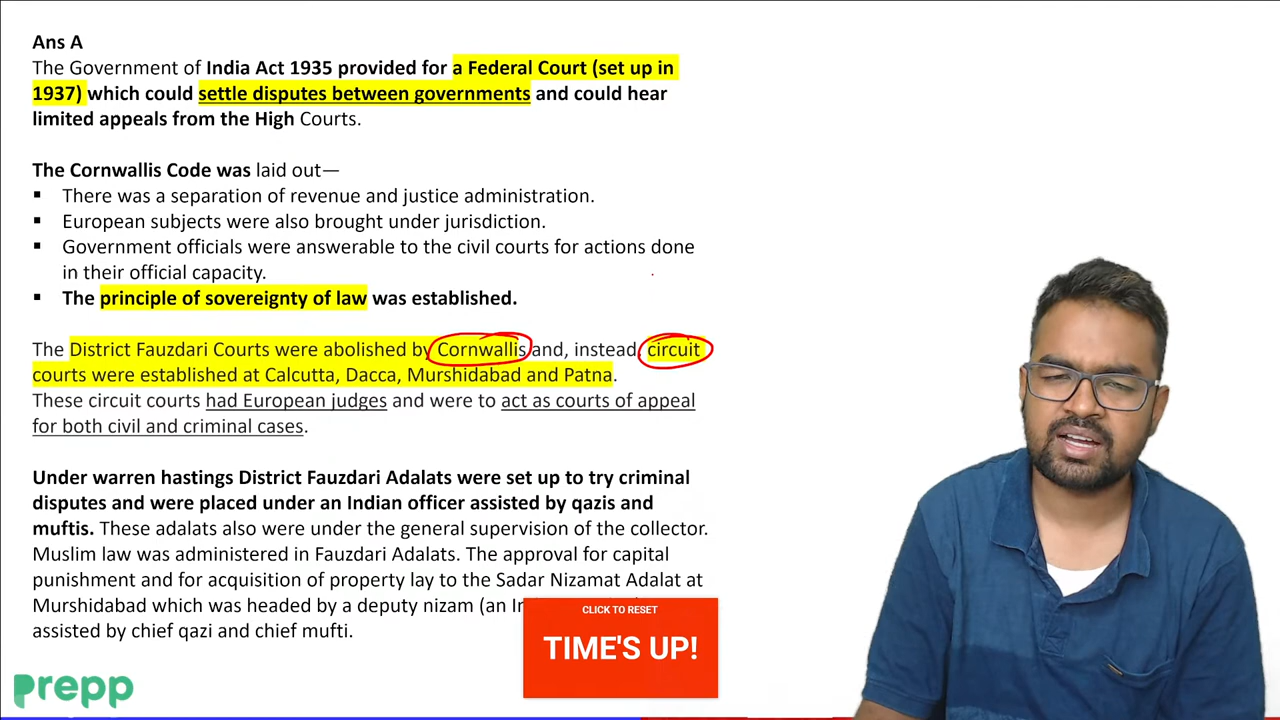 Ans A
The Government of India Act 1935 provided for a Federal Court (set up in
1937) which could settle disputes between governments and could hear
limited appeals from the High Courts.
The Cornwallis Code was laid out—
▪ There was a separation of revenue and justice administration.
▪ European subjects were also brought under jurisdiction.
▪ Government officials were answerable to the civil courts for actions done
in their official capacity.
▪ The principle of sovereignty of law was established.
The District Fauzdari Courts were abolished by Cornwallis and, instead, circuit
courts were established at Calcutta, Dacca, Murshidabad and Patna.
These circuit courts had European judges and were to act as courts of appeal
for both civil and criminal cases.
Under warren hastings District Fauzdari Adalats were set up to try criminal
disputes and were placed under an Indian officer assisted by qazis and
muftis. These adalats also were under the general supervision of the collector.
Muslim law was administered in Fauzdari Adalats. The approval for capital
punishment and for acquisition of property lay to the Sadar Nizamat Adalat at
Murshidabad which was headed by a deputy nizam (an
assisted by chief qazi and chief mufti.
CLICK TO RESET
TIME'S UP!
prepp